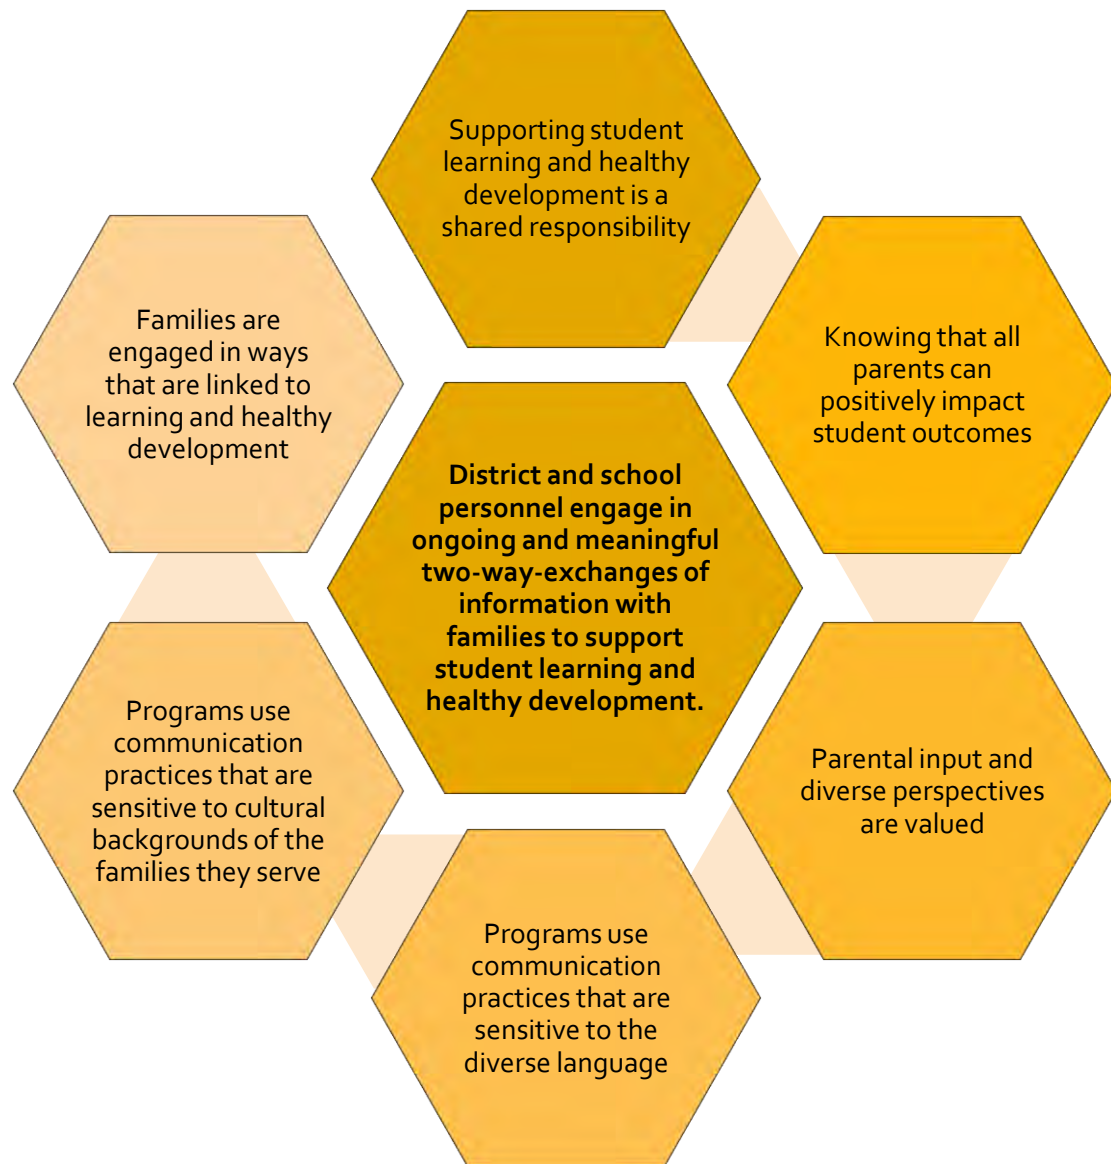 Supporting student
learning and healthy
development is a
shared responsibility
Knowing that all
parents can
positively impact
student outcomes
Parental input and
diverse perspectives
are valued
Programs use
communication
practices that are
sensitive to the
diverse language
Programs use
communication
practices that are
sensitive to cultural
backgrounds of the
families they serve
Families are
engaged in ways
that are linked to
learning and healthy
development
District and school
personnel engage in
ongoing and meaningful
two-way-exchanges of
information with
families to support
student learning and
healthy development.